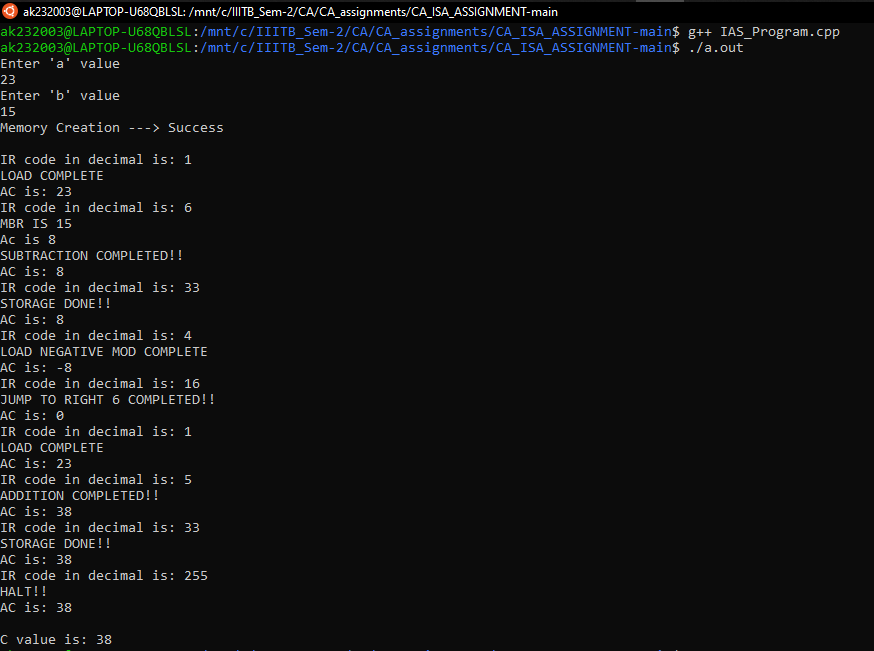 ak232003@LAPTOP-U68QBLSL: /mnt/c/IIITB_Sem-2/CA/CA_assignments/CA_ISA_ASSIGNMENT-main
ak232003@LAPTOP-U68QBLSL:/mnt/c/IIITB_Sem-2/CA/CA_assignments/CA_ISA_ASSIGNMENT-main$ g++ IAS_Program.cpp
ak232003@LAPTOP-U68QBLSL:/mnt/c/IIITB_Sem-2/CA/CA_assignments/CA_ISA_ASSIGNMENT-main$ ./a.out
Enter 'a' value
23
Enter 'b' value
15
Memory Creation ---> Success
IR code in decimal is: 1
LOAD COMPLETE
AC is: 23
IR code in decimal is: 6
MBR IS 15
Ac is 8
SUBTRACTION COMPLETED!!
AC is: 8
IR code in decimal is: 33
STORAGE DONE!!
AC is: 8
IR code in decimal is: 4
LOAD NEGATIVE MOD COMPLETE
AC is: -8
IR code in decimal is: 16
JUMP TO RIGHT 6 COMPLETED!!
AC is: 0
IR code in decimal is: 1
LOAD COMPLETE
AC is: 23
IR code in decimal is: 5
ADDITION COMPLETED!!
AC is: 38
IR code in decimal is: 33
STORAGE DONE!!
AC is: 38
IR code in decimal is: 255
HALT!!
AC is: 38
C value is: 38